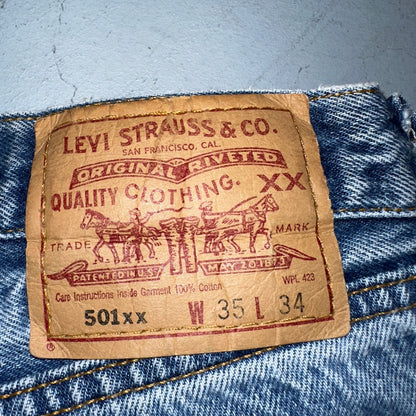 LEVI STRAUSS & CO.
SAN FRANCISCO, CAL.
ORIGINAL RIVETED
QUALITY CLOTHING. XX
TRADE MARK
PATENTED IN U.S. MAY 20, 1873
Care Instructions Inside Garment 100% Cotton WPL 423
501xx W 35 L 34
®